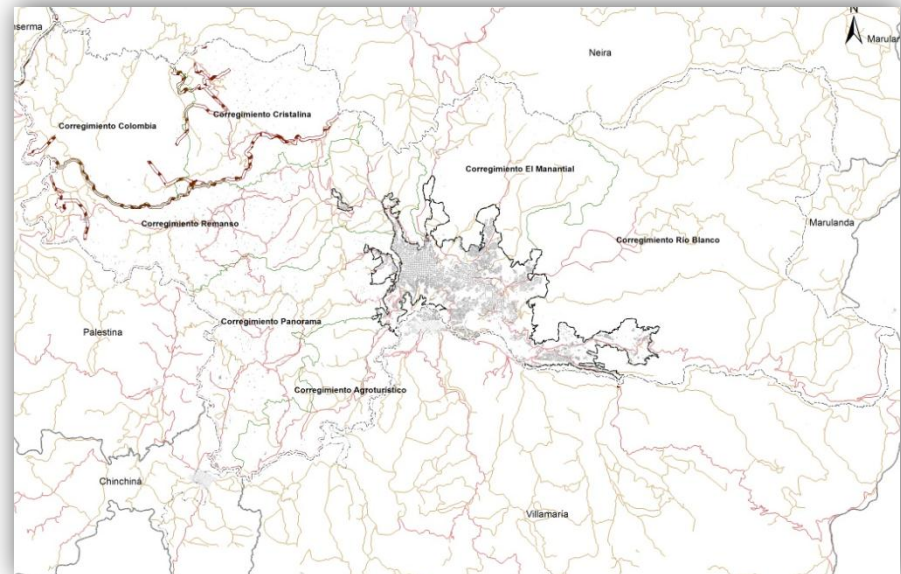 nserma
N
Marulan
Neira
Corregimiento Cristalina
Corregimiento Colombia
Corregimiento El Manantial
Corregimiento Remanso
Marulanda
Corregimiento Río Blanco
Corregimiento Panorama
Palestina
Corregimiento Agroturístico
Chinchiná
Villamaría